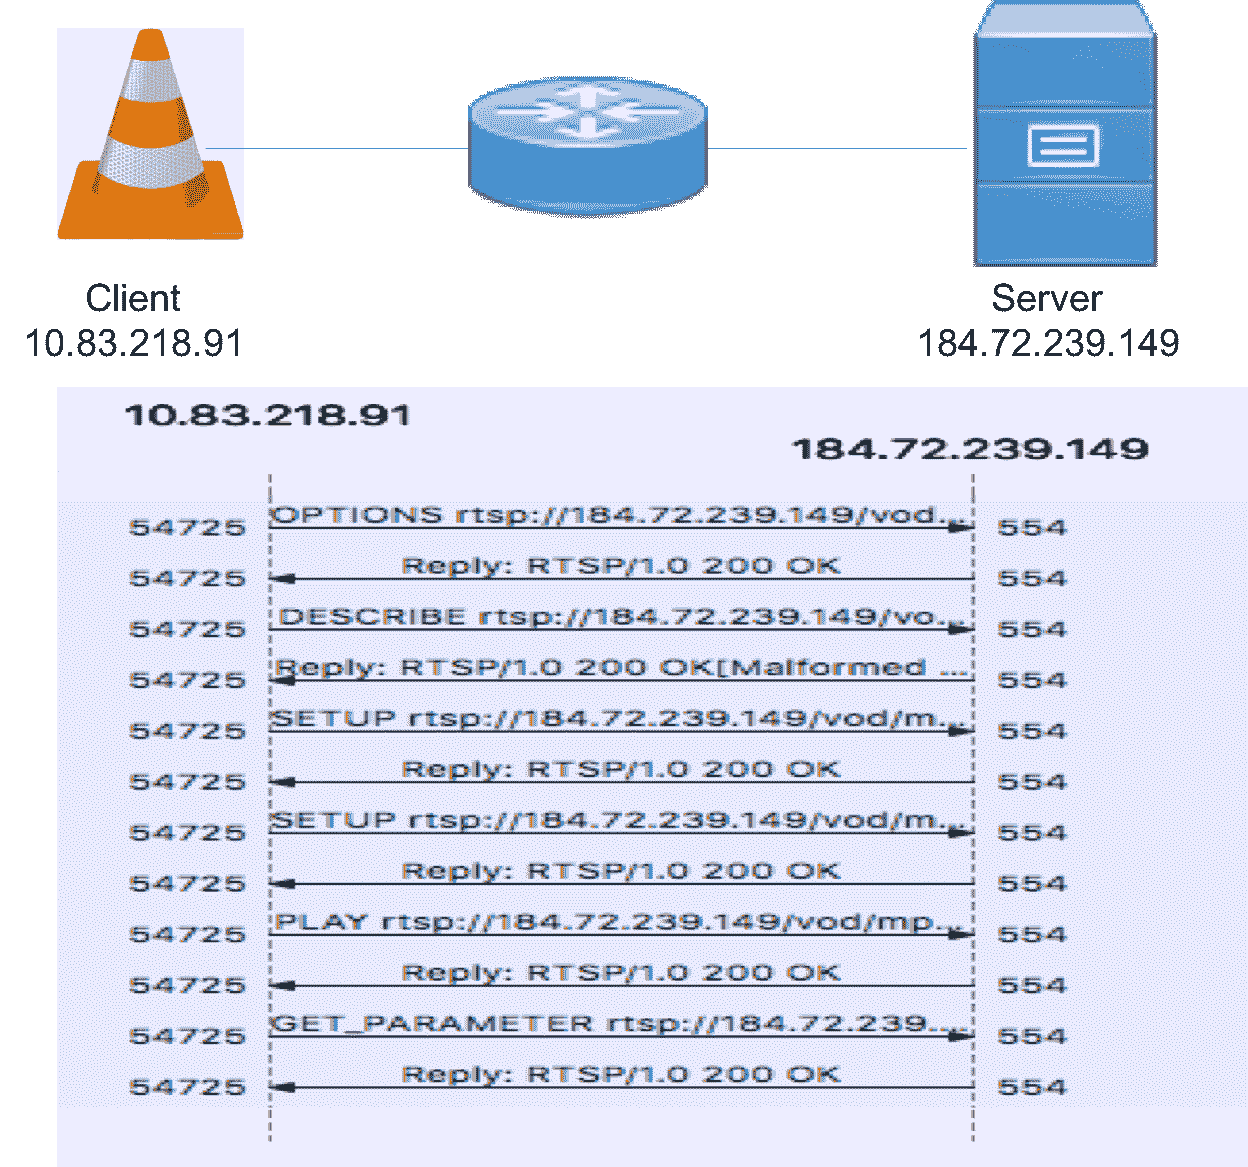 Client
10.83.218.91
Server
184.72.239.149
10.83.218.91
184.72.239.149
54725 OPTIONS rtsp://184.72.239.149/vod... 554
54725 Reply: RTSP/1.0 200 OK 554
54725 DESCRIBE rtsp://184.72.239.149/vo... 554
54725 Reply: RTSP/1.0 200 OK[Malformed ... 554
54725 SETUP rtsp://184.72.239.149/vod/m... 554
54725 Reply: RTSP/1.0 200 OK 554
54725 SETUP rtsp://184.72.239.149/vod/m... 554
54725 Reply: RTSP/1.0 200 OK 554
54725 PLAY rtsp://184.72.239.149/vod/mp... 554
54725 Reply: RTSP/1.0 200 OK 554
54725 GET_PARAMETER rtsp://184.72.239.... 554
54725 Reply: RTSP/1.0 200 OK 554